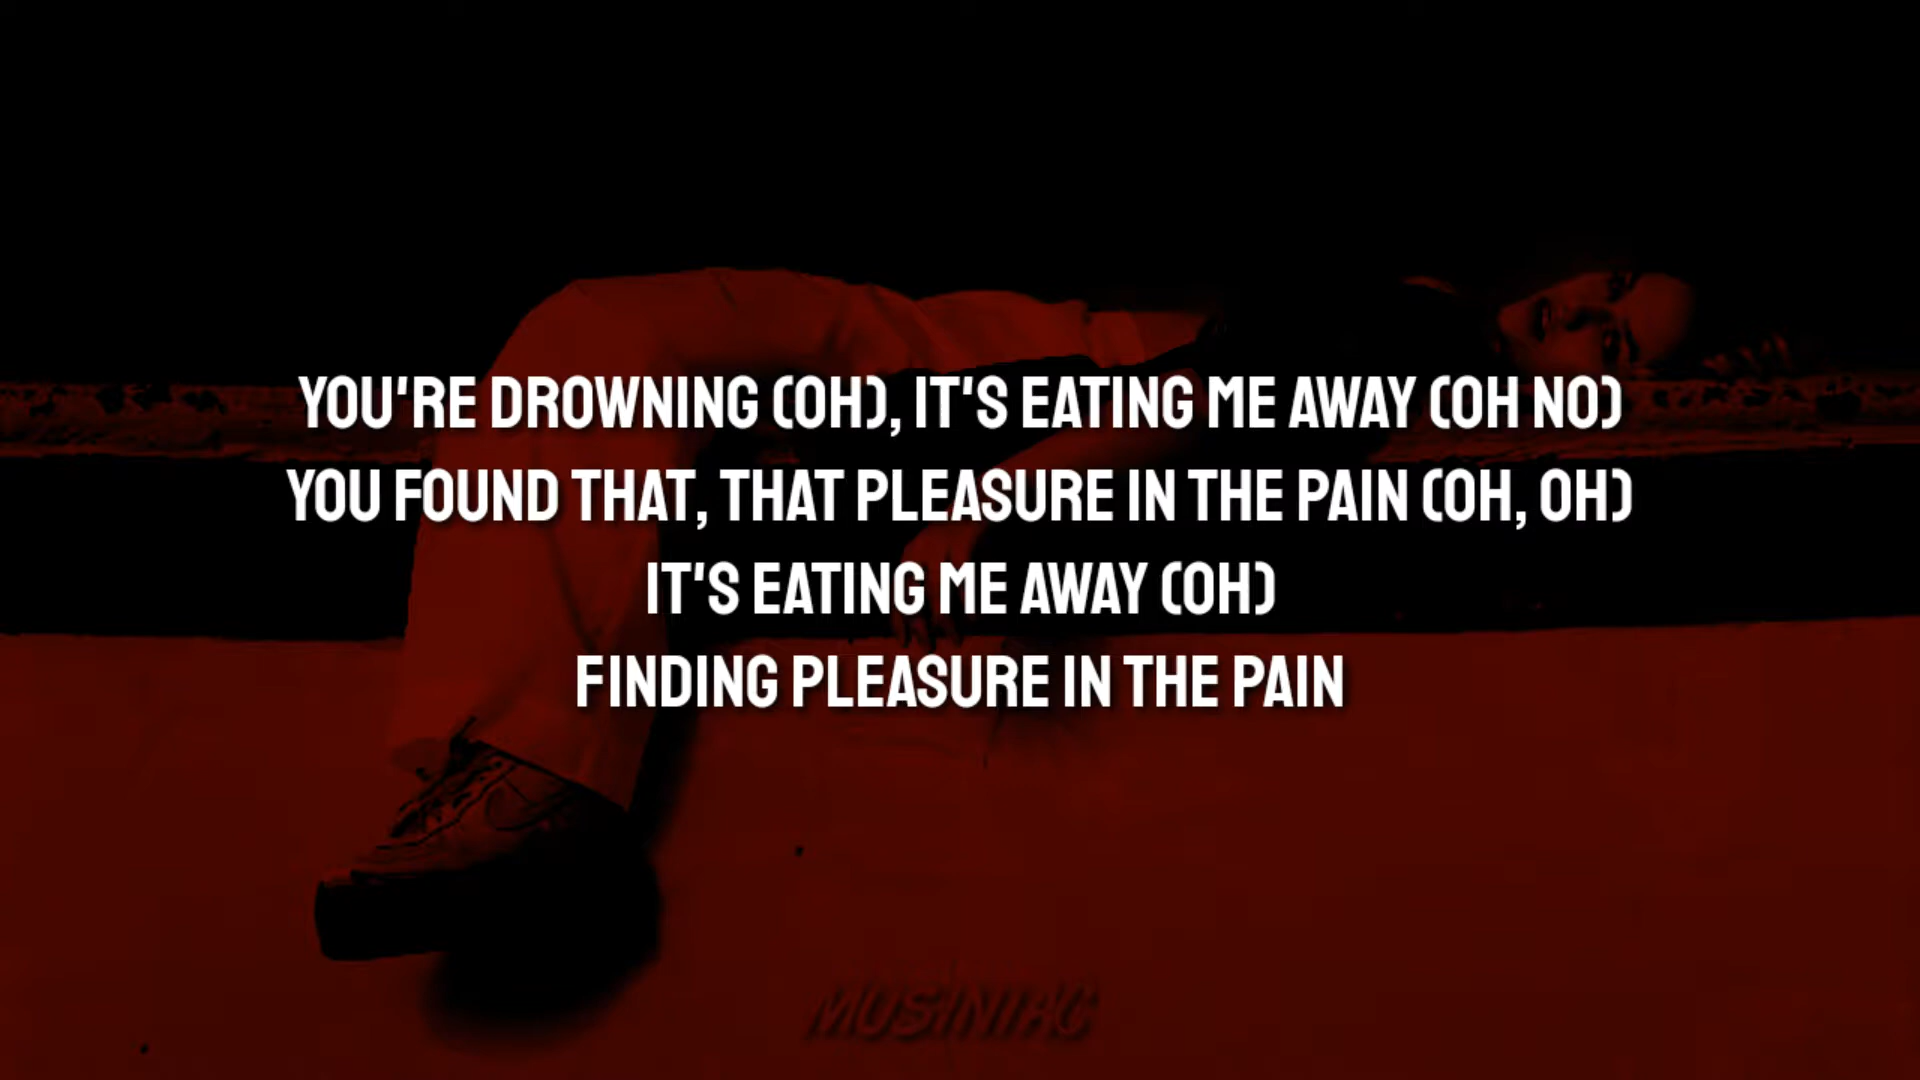 YOU'RE DROWNING (OH), IT'S EATING ME AWAY (OH NO)
YOU FOUND THAT, THAT PLEASURE IN THE PAIN (OH, OH)
IT'S EATING ME AWAY (OH)
FINDING PLEASURE IN THE PAIN
MUSINIAC